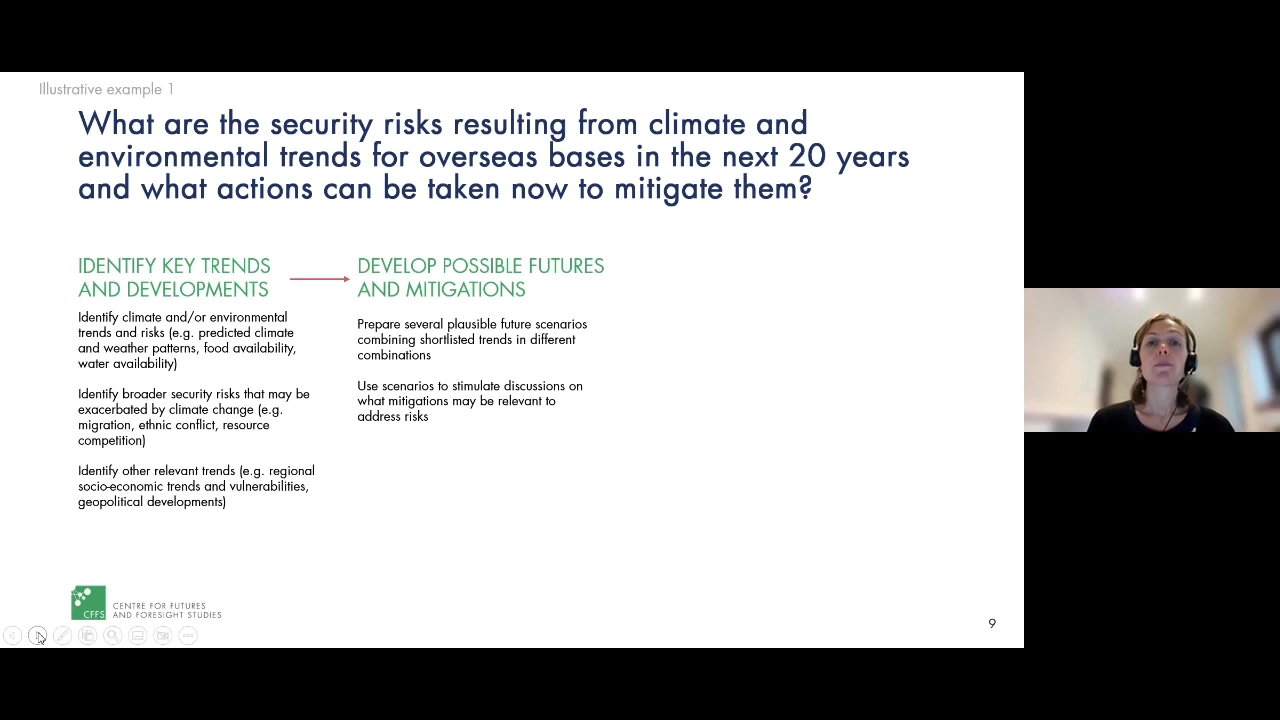 Illustrative example 1
What are the security risks resulting from climate and
environmental trends for overseas bases in the next 20 years
and what actions can be taken now to mitigate them?
IDENTIFY KEY TRENDS
AND DEVELOPMENTS
Identify climate and/or environmental
trends and risks (e.g. predicted climate
and weather patterns, food availability,
water availability)
Identify broader security risks that may be
exacerbated by climate change (e.g.
migration, ethnic conflict, resource
competition)
Identify other relevant trends (e.g. regional
socio-economic trends and vulnerabilities,
geopolitical developments)
DEVELOP POSSIBLE FUTURES
AND MITIGATIONS
Prepare several plausible future scenarios
combining shortlisted trends in different
combinations
Use scenarios to stimulate discussions on
what mitigations may be relevant to
address risks
CFFS
CENTRE FOR FUTURES
AND FORESIGHT STUDIES
9